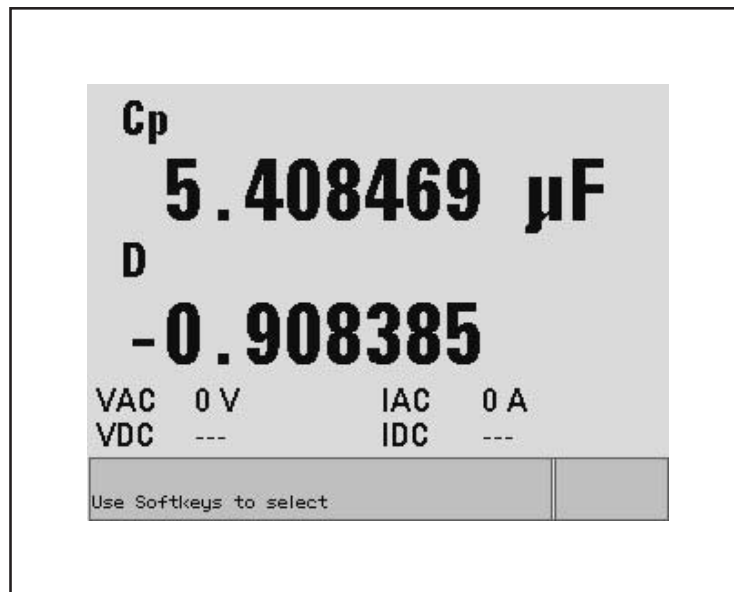 Cp
5.408469 µF
D
-0.908385
VAC 0 V IAC 0 A
VDC --- IDC ---
Use Softkeys to select